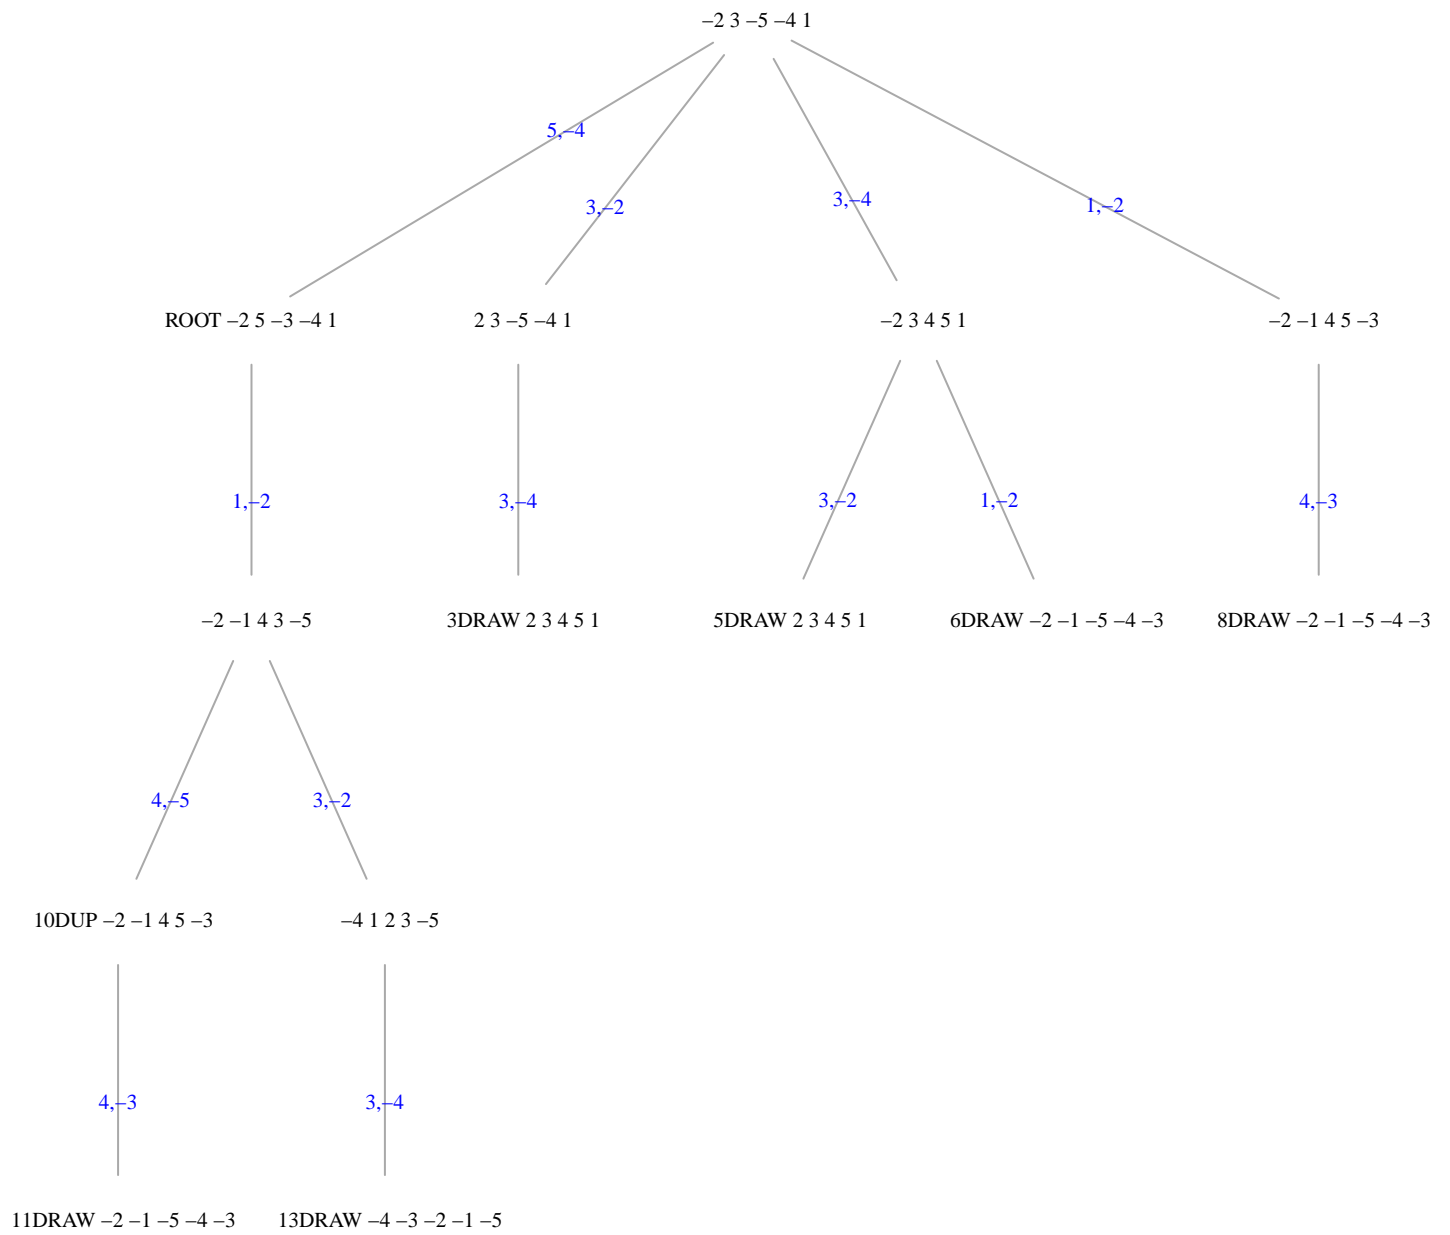 –2 3 –5 –4 1
5,–4
3,–4
1,–2
3,–2
ROOT –2 5 –3 –4 1
2 3 –5 –4 1
–2 3 4 5 1
–2 –1 4 5 –3
1,–2
3,–4
3,–2
1,–2
4,–3
–2 –1 4 3 –5
3DRAW 2 3 4 5 1
5DRAW 2 3 4 5 1
6DRAW –2 –1 –5 –4 –3
8DRAW –2 –1 –5 –4 –3
4,–5
3,–2
10DUP –2 –1 4 5 –3
–4 1 2 3 –5
4,–3
3,–4
11DRAW –2 –1 –5 –4 –3
13DRAW –4 –3 –2 –1 –5